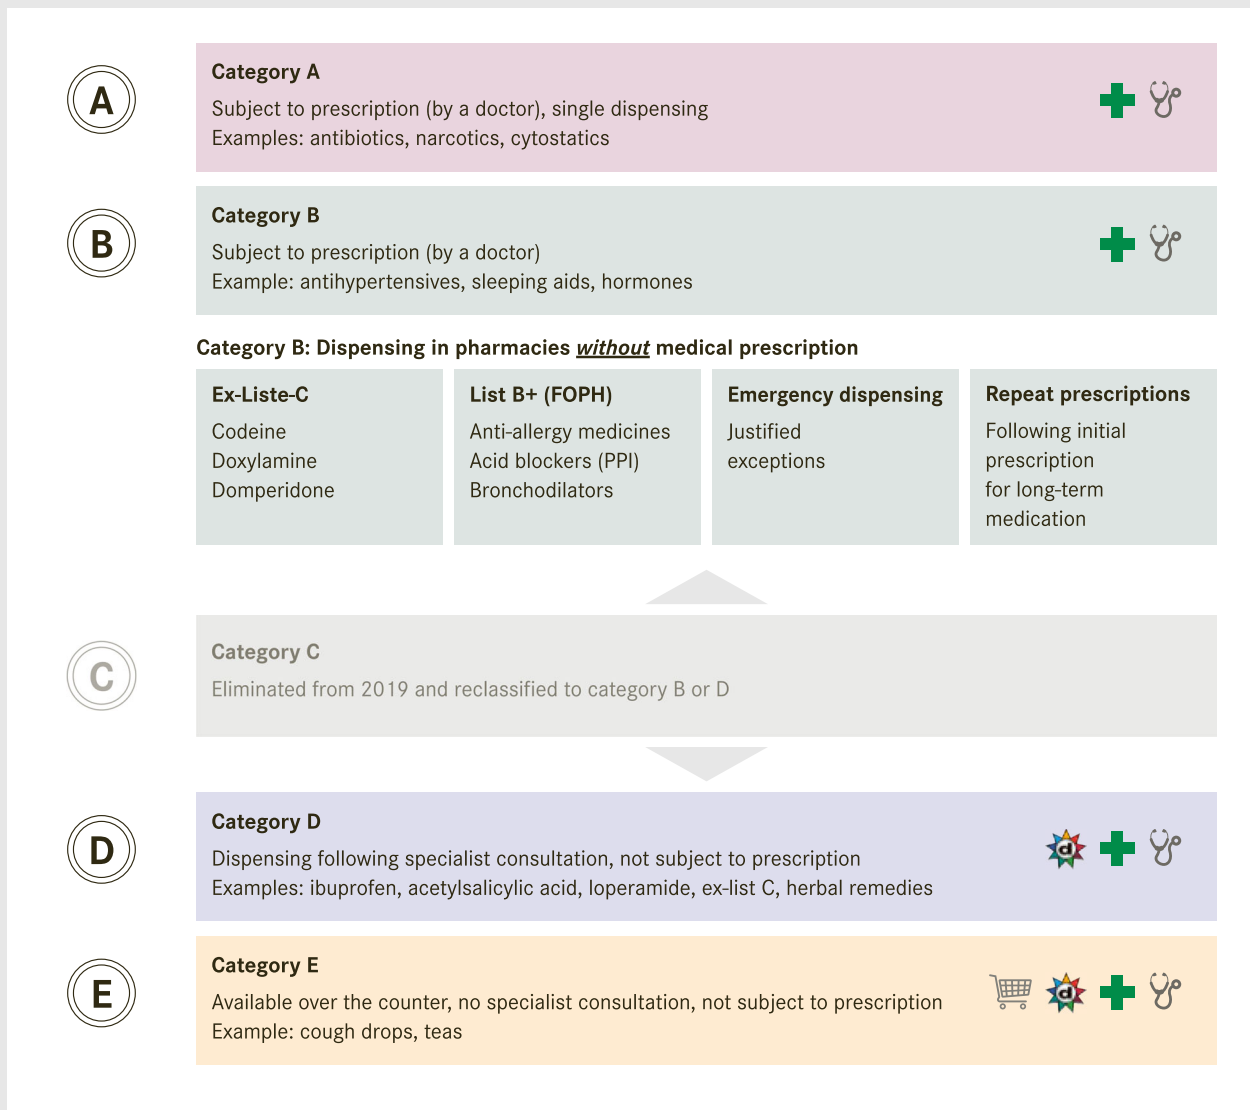 A
Category A
Subject to prescription (by a doctor), single dispensing
Examples: antibiotics, narcotics, cytostatics
B
Category B
Subject to prescription (by a doctor)
Example: antihypertensives, sleeping aids, hormones
Category B: Dispensing in pharmacies without medical prescription
Ex-Liste-C
Codeine
Doxylamine
Domperidone
List B+ (FOPH)
Anti-allergy medicines
Acid blockers (PPI)
Bronchodilators
Emergency dispensing
Justified
exceptions
Repeat prescriptions
Following initial
prescription
for long-term
medication
C
Category C
Eliminated from 2019 and reclassified to category B or D
D
Category D
Dispensing following specialist consultation, not subject to prescription
Examples: ibuprofen, acetylsalicylic acid, loperamide, ex-list C, herbal remedies
d
E
Category E
Available over the counter, no specialist consultation, not subject to prescription
Example: cough drops, teas
d